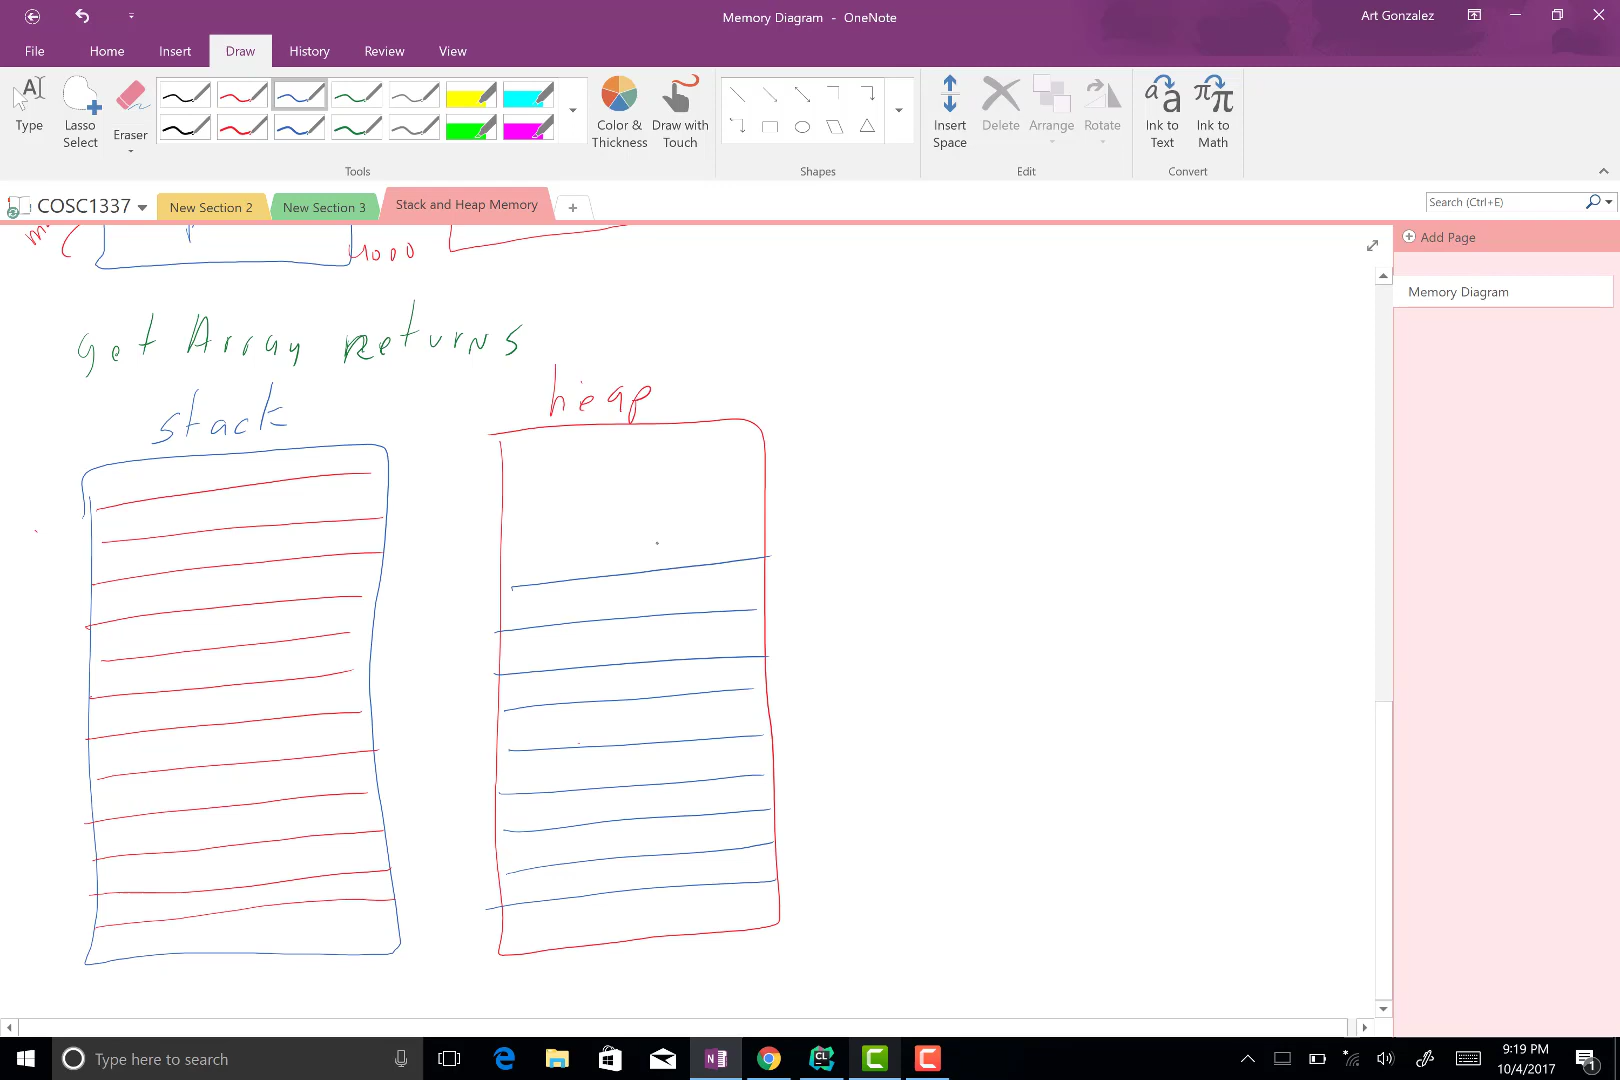 Memory Diagram - OneNote
Art Gonzalez
File Home Insert Draw History Review View
Type
Lasso Select
Eraser
Color & Thickness
Draw with Touch
Insert Space
Delete
Arrange
Rotate
Ink to Text
Ink to Math
Tools
Shapes
Edit
Convert
COSC1337
New Section 2
New Section 3
Stack and Heap Memory
Search (Ctrl+E)
Add Page
Memory Diagram
4000
get Array returns
stack
heap
Type here to search
9:19 PM
10/4/2017
1